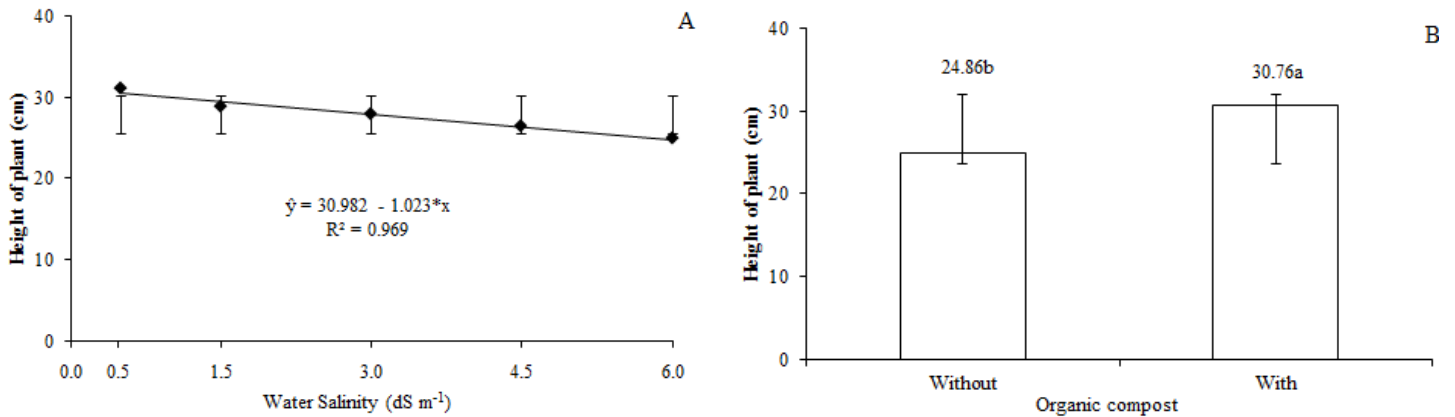 A
Height of plant (cm)
40
30
20
10
0
ŷ = 30.982 - 1.023*x
R² = 0.969
0.0 0.5 1.5 3.0 4.5 6.0
Water Salinity (dS m⁻¹)
B
Height of plant (cm)
40
30
20
10
0
24.86b 30.76a
Without With
Organic compost